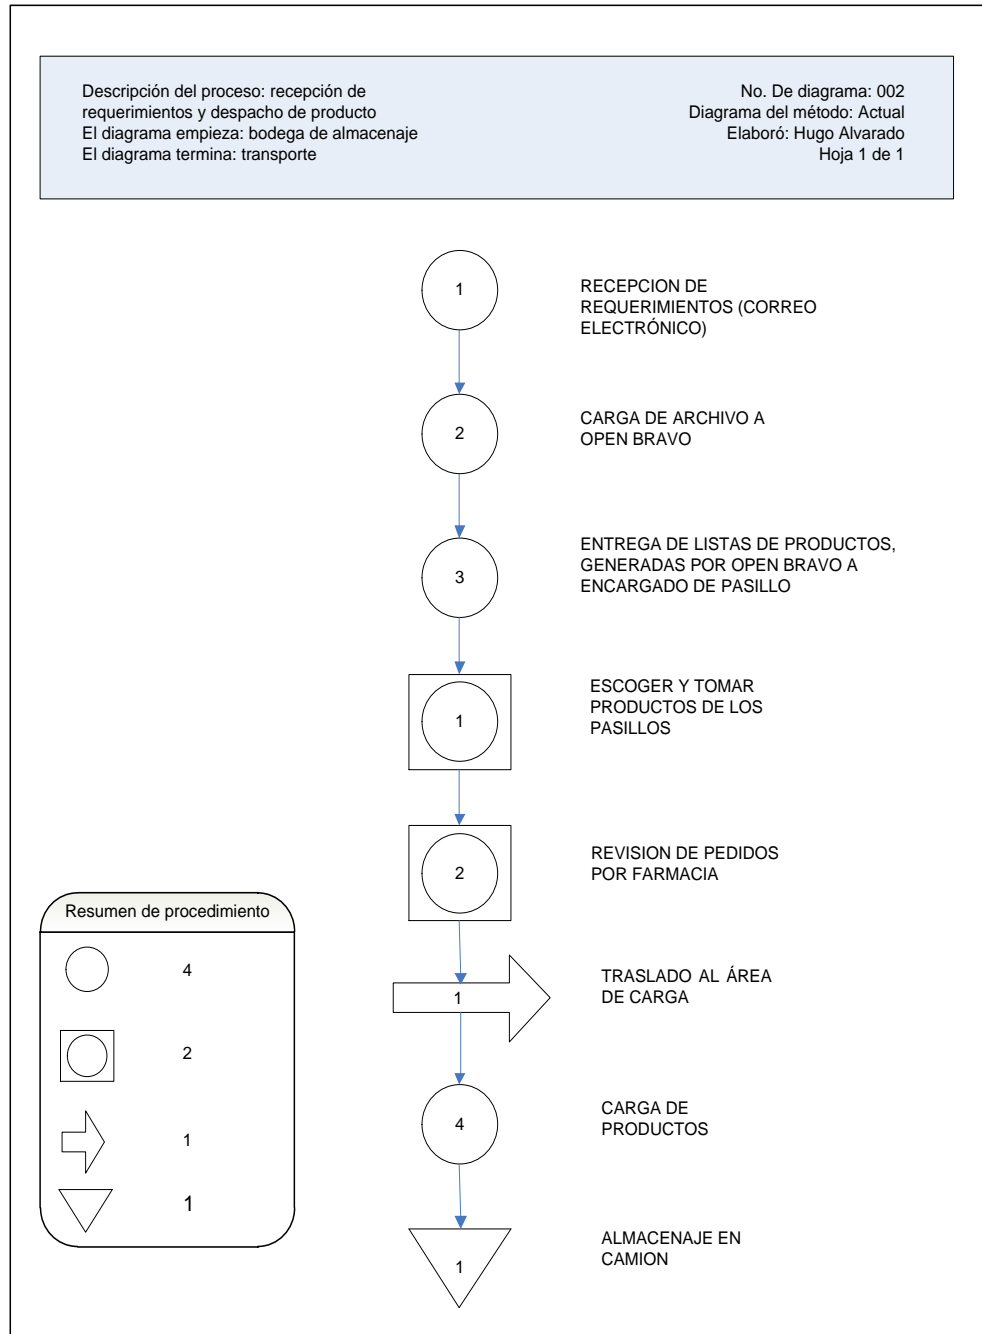 Descripción del proceso: recepción de
requerimientos y despacho de producto
El diagrama empieza: bodega de almacenaje
El diagrama termina: transporte
No. De diagrama: 002
Diagrama del método: Actual
Elaboró: Hugo Alvarado
Hoja 1 de 1
1
RECEPCION DE
REQUERIMIENTOS (CORREO
ELECTRÓNICO)
2
CARGA DE ARCHIVO A
OPEN BRAVO
3
ENTREGA DE LISTAS DE PRODUCTOS,
GENERADAS POR OPEN BRAVO A
ENCARGADO DE PASILLO
1
ESCOGER Y TOMAR
PRODUCTOS DE LOS
PASILLOS
2
REVISION DE PEDIDOS
POR FARMACIA
1
TRASLADO AL ÁREA
DE CARGA
4
CARGA DE
PRODUCTOS
1
ALMACENAJE EN
CAMION
Resumen de procedimiento
4
2
1
1